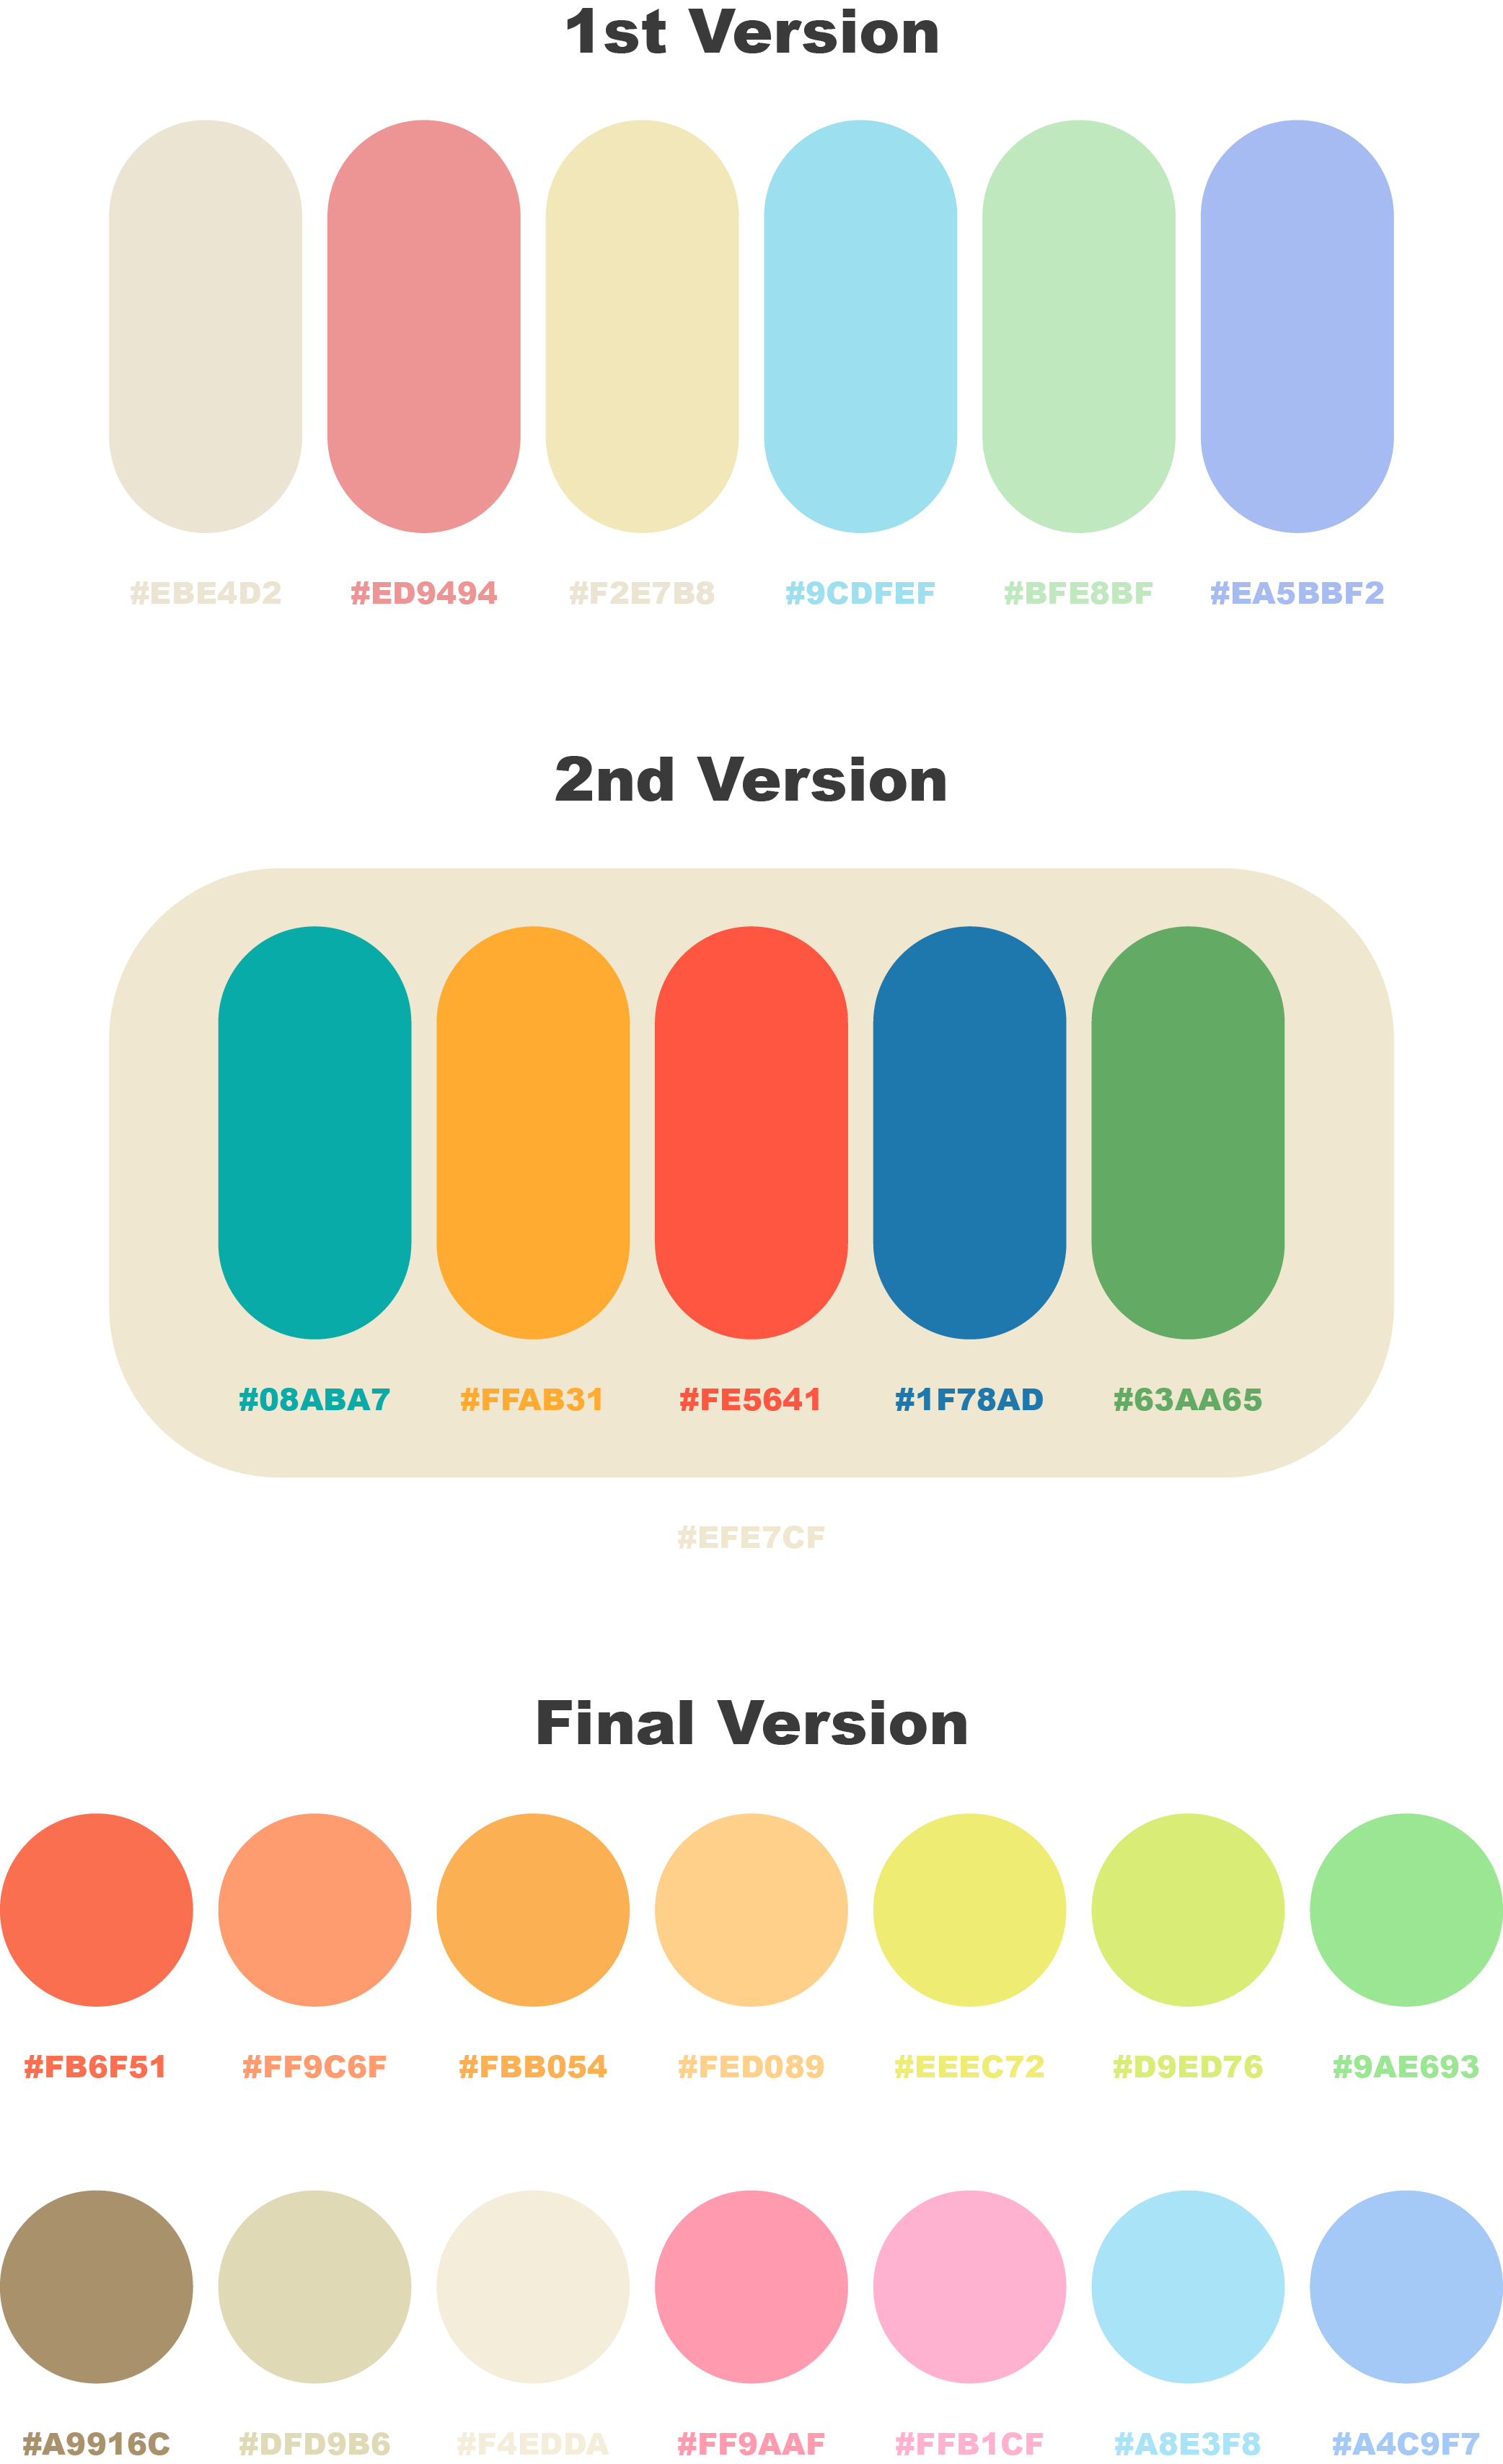 1st Version
#EBE4D2 #ED9494 #F2E7B8 #9CDFEF #BFE8BF #EA5BBF2
2nd Version
#08ABA7 #FFAB31 #FE5641 #1F78AD #63AA65
#EFE7CF
Final Version
#FB6F51 #FF9C6F #FBB054 #FED089 #EEEC72 #D9ED76 #9AE693
#A9916C #DFD9B6 #F4EDDA #FF9AAF #FFB1CF #A8E3F8 #A4C9F7